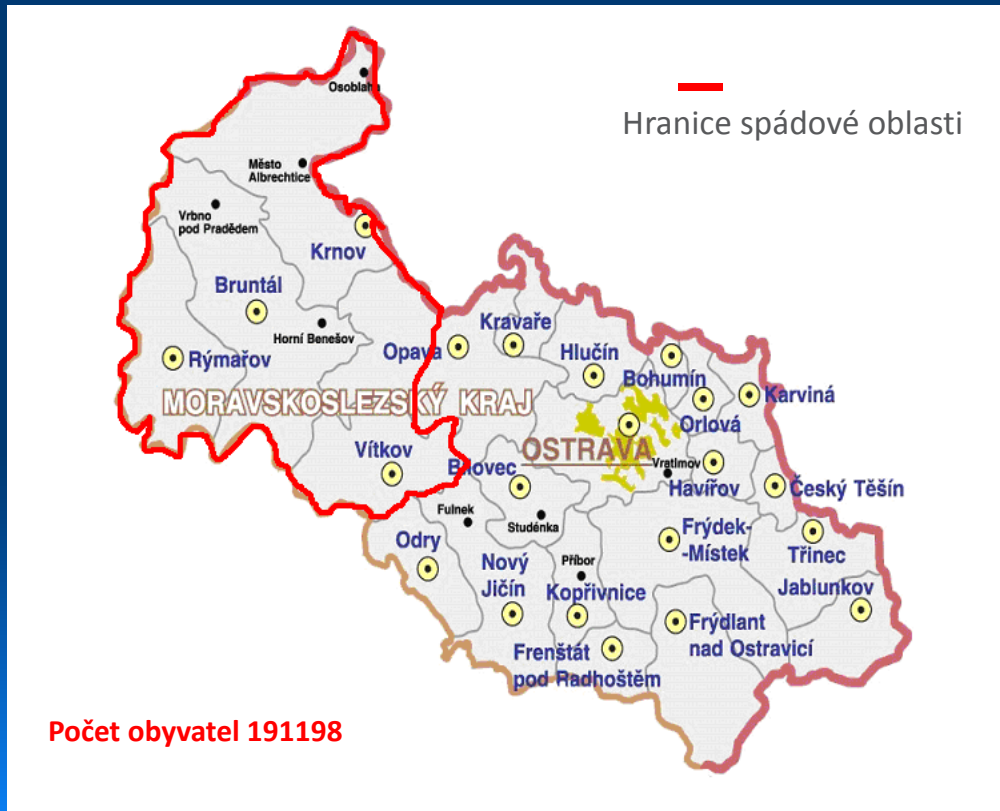 Osoblaha
Hranice spádové oblasti
Město
Albrechtice
Vrbno
pod Pradědem
Krnov
Bruntál
Horní Benešov
Rýmařov
Opava
Kravaře
Hlučín
Bohumín
Karviná
Orlová
MORAVSKOSLEZSKÝ KRAJ
OSTRAVA
Vratimov
Havířov
Český Těšín
Vítkov
Bílovec
Fulnek
Studénka
Odry
Nový
Jičín
Příbor
Kopřivnice
Frýdek-
-Místek
Třinec
Jablunkov
Frýdlant
nad Ostravicí
Frenštát
pod Radhoštěm
Počet obyvatel 191198